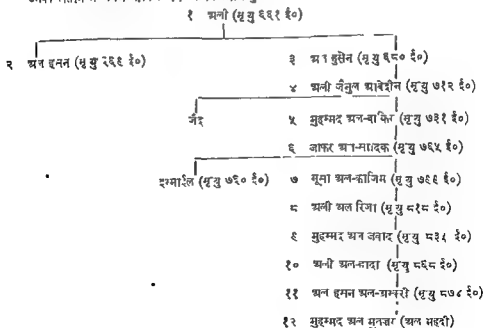 १ अली (मृत्यु ६६१ ई०)
२ अल हसन (मृत्यु २६९ ई०) ३ अल हुसेन (मृत्यु ६८० ई०)
४ अली जैनुल आबेदीन (मृत्यु ७१२ ई०)
जैद ५ मुहम्मद अल-बाकिर (मृत्यु ७३१ ई०)
६ जाफर अस-सादिक (मृत्यु ७६५ ई०)
इस्माईल (मृत्यु ७६० ई०) ७ मूसा अल-काजिम (मृत्यु ७९९ ई०)
८ अली अल रिजा (मृत्यु ८१८ ई०)
९ मुहम्मद अल जवाद (मृत्यु ८३५ ई०)
१० अली अल-हादी (मृत्यु ८६८ ई०)
११ अल हसन अल-अस्करी (मृत्यु ८७४ ई०)
१२ मुहम्मद अल मुतज़र (अल महदी)